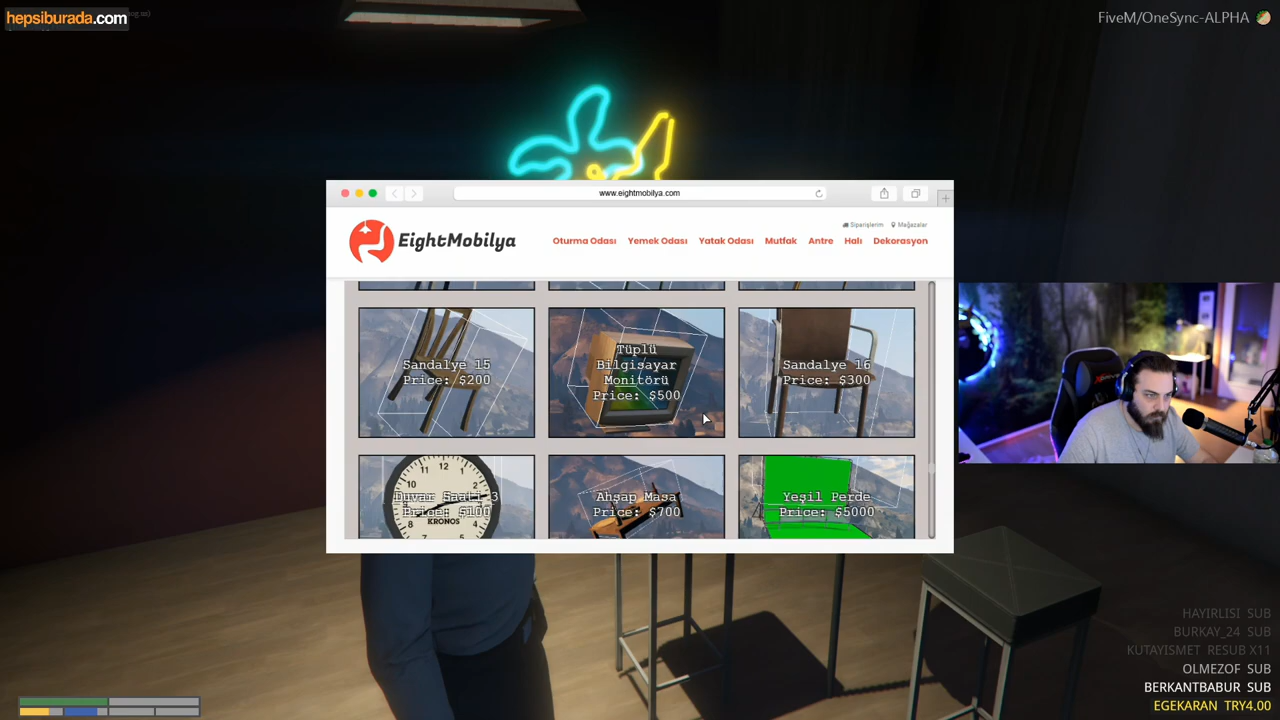 hepsiburada.com
FiveM/OneSync-ALPHA
www.eightmobilya.com
EightMobilya
Siparişlerim Mağazalar
Oturma Odası Yemek Odası Yatak Odası Mutfak Antre Halı Dekorasyon
Sandalye 15
Price: $200
Tüplü
Bilgisayar
Monitörü
Price: $500
Sandalye 16
Price: $300
Duvar Saati 3
Price: $100
KRONOS
Ahşap Masa
Price: $700
Yeşil Perde
Price: $5000
HAYIRLISI SUB
BURKAY_24 SUB
KUTAYISMET RESUB X11
OLMEZOF SUB
BERKANTBABUR SUB
EGEKARAN TRY4.00